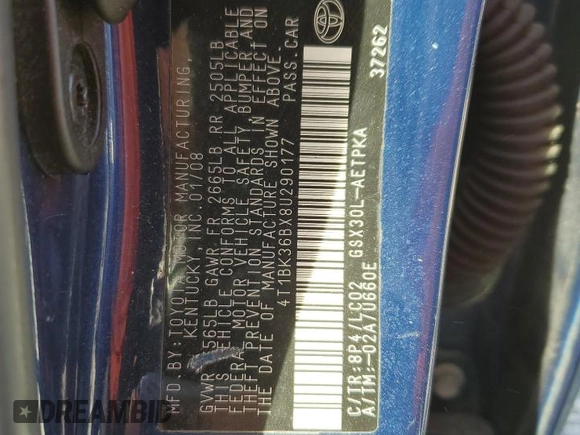 MFD.BY:TOYOTA MOTOR MANUFACTURING,
KENTUCKY, INC. 01/08
GVWR 4565LB GAWR FR 2665LB RR 2505LB
THIS VEHICLE CONFORMS TO ALL APPLICABLE
FEDERAL MOTOR VEHICLE SAFETY, BUMPER, AND
THEFT PREVENTION STANDARDS IN EFFECT ON
THE DATE OF MANUFACTURE SHOWN ABOVE.
4T1BK36BX8U290177 PASS.CAR
C/TR:8P4/LC02 GSX30L-AETPKA
A/TM:-02A/U660E
37262
DREAMBID